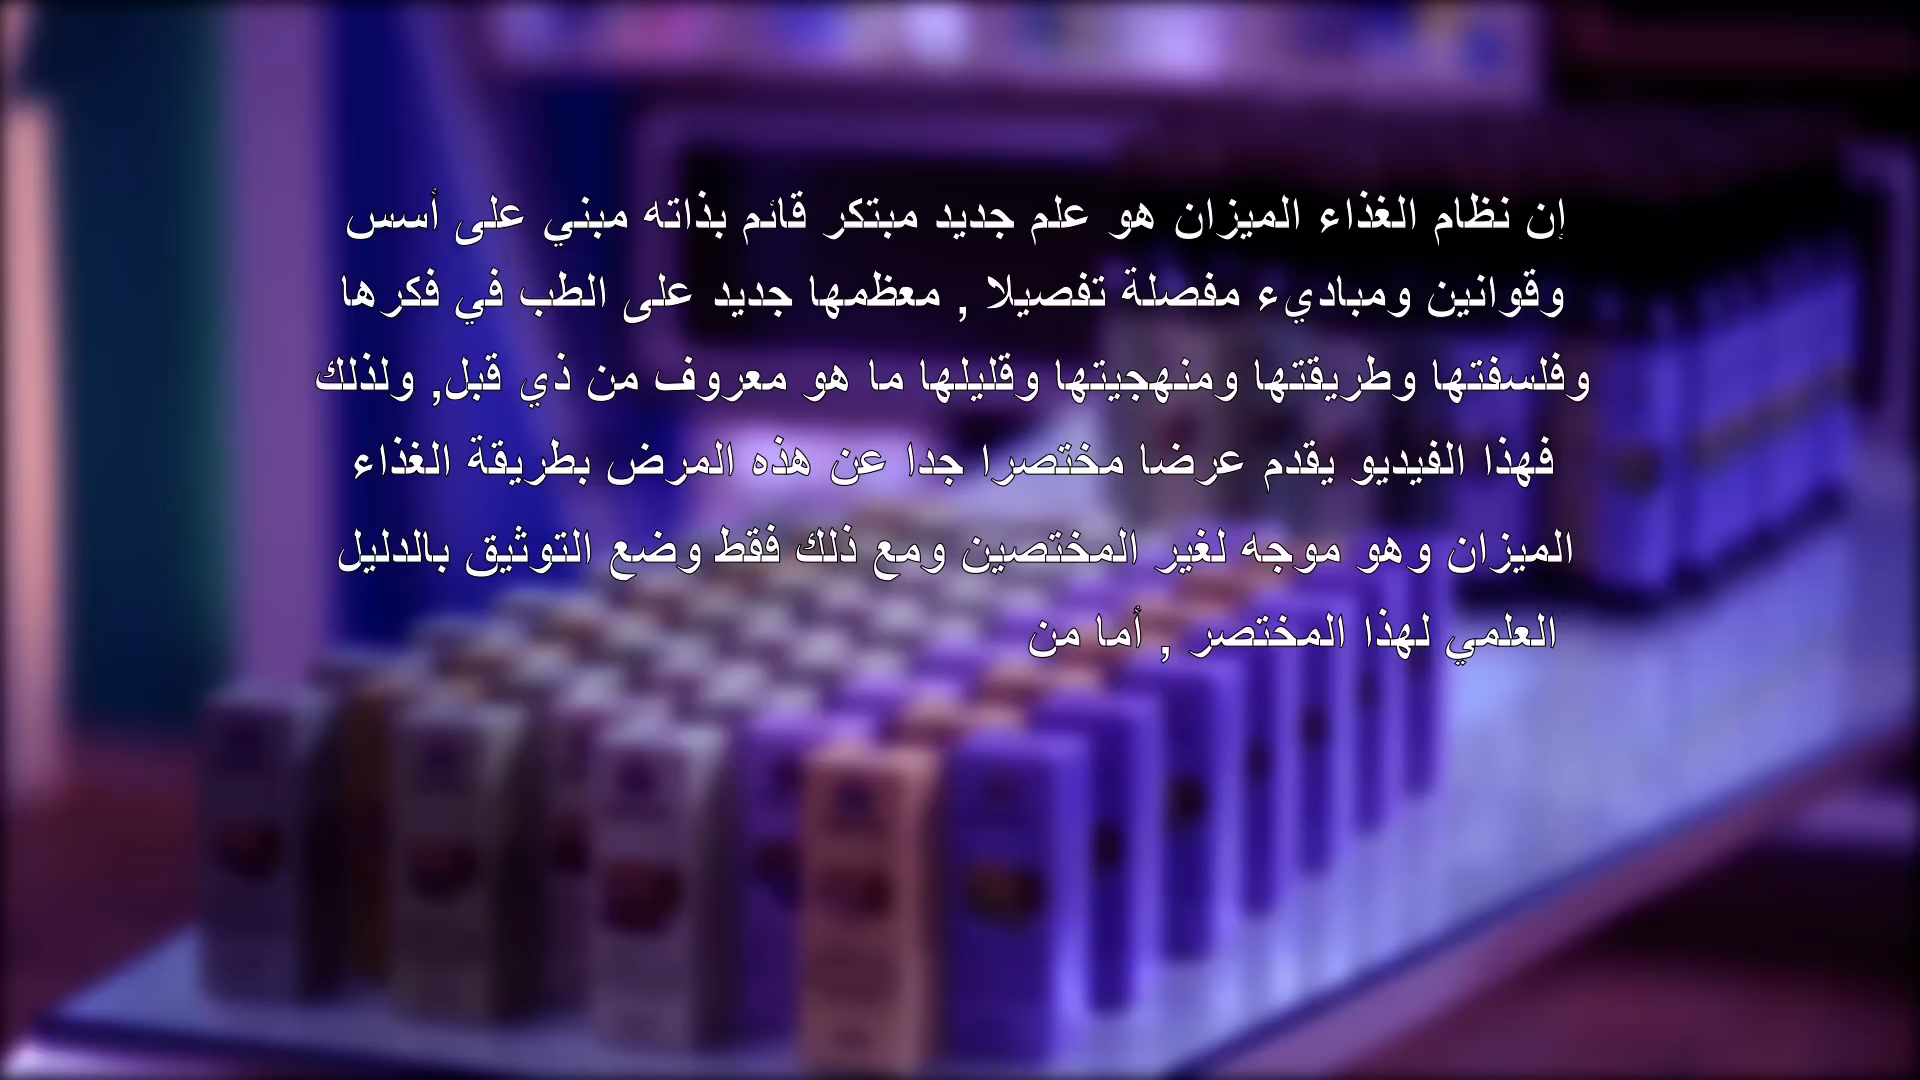 إن نظام الغذاء الميزان هو علم جديد مبتكر قائم بذاته مبني على أسس
وقوانين ومباديء مفصلة تفصيلا , معظمها جديد على الطب في فكرها
وفلسفتها وطريقتها ومنهجيتها وقليلها ما هو معروف من ذي قبل, ولذلك
فهذا الفيديو يقدم عرضا مختصرا جدا عن هذه المرض بطريقة الغذاء
الميزان وهو موجه لغير المختصين ومع ذلك فقط وضع التوثيق بالدليل
العلمي لهذا المختصر , أما من